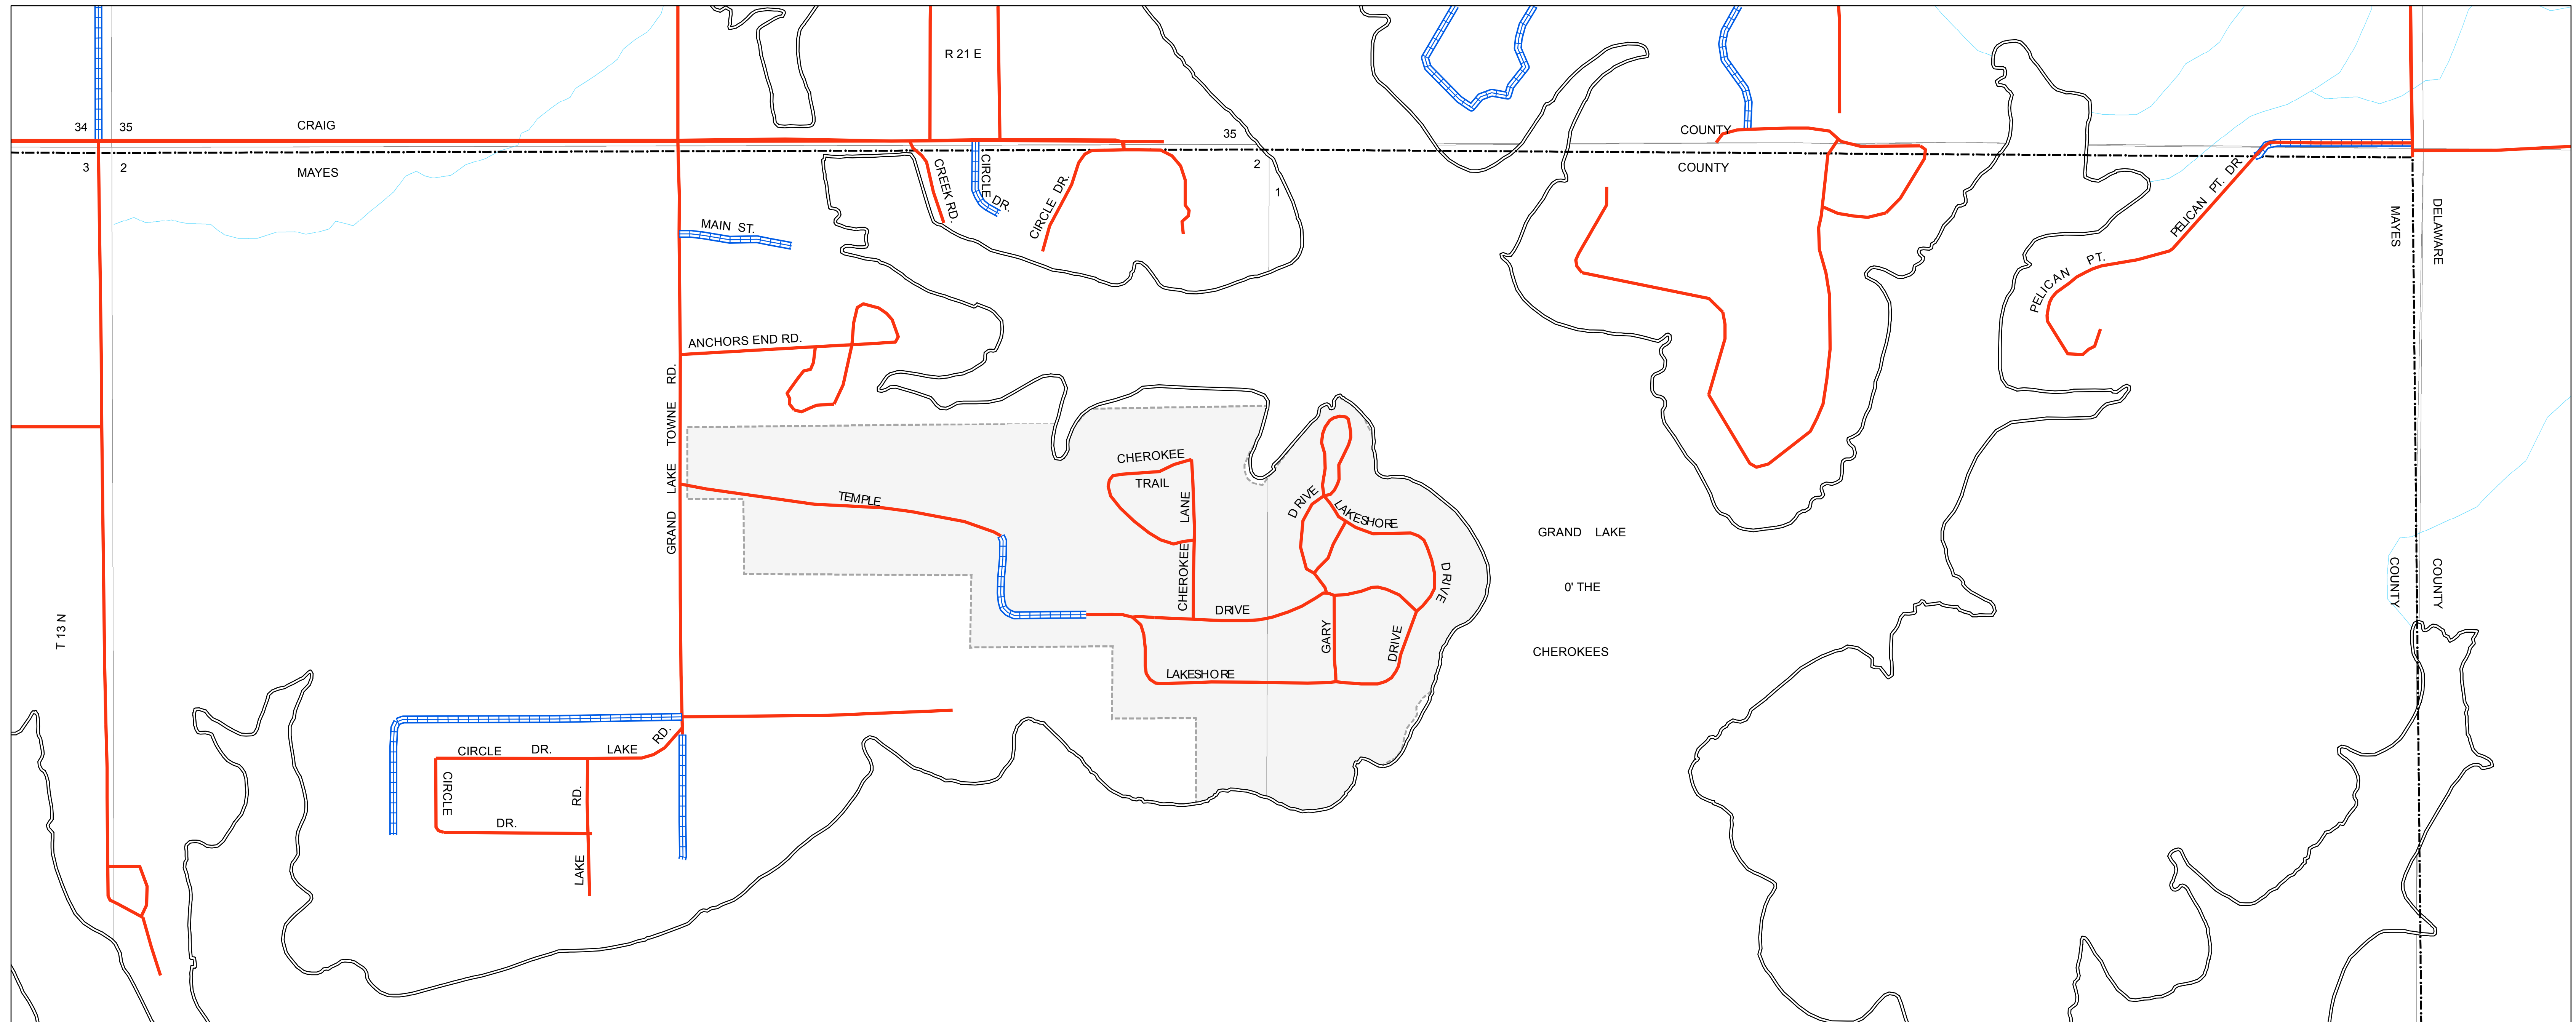 R 21 E
34
35
CRAIG
35
COUNTY
3
2
MAYES
2
1
COUNTY
CREEK RD.
CIRCLE
DR.
CIRCLE DR.
PELICAN PT. DR.
MAYES
DELAWARE
MAIN ST.
PELICAN PT.
ANCHORS END RD.
GRAND LAKE TOWNE RD.
CHEROKEE
TRAIL
TEMPLE
CHEROKEE LANE
DRIVE
LAKESHORE
DRIVE
GRAND LAKE
0' THE
CHEROKEES
COUNTY
COUNTY
T 13 N
DRIVE
GARY
DRIVE
LAKESHORE
CIRCLE DR.
LAKE RD.
CIRCLE
RD.
DR.
LAKE